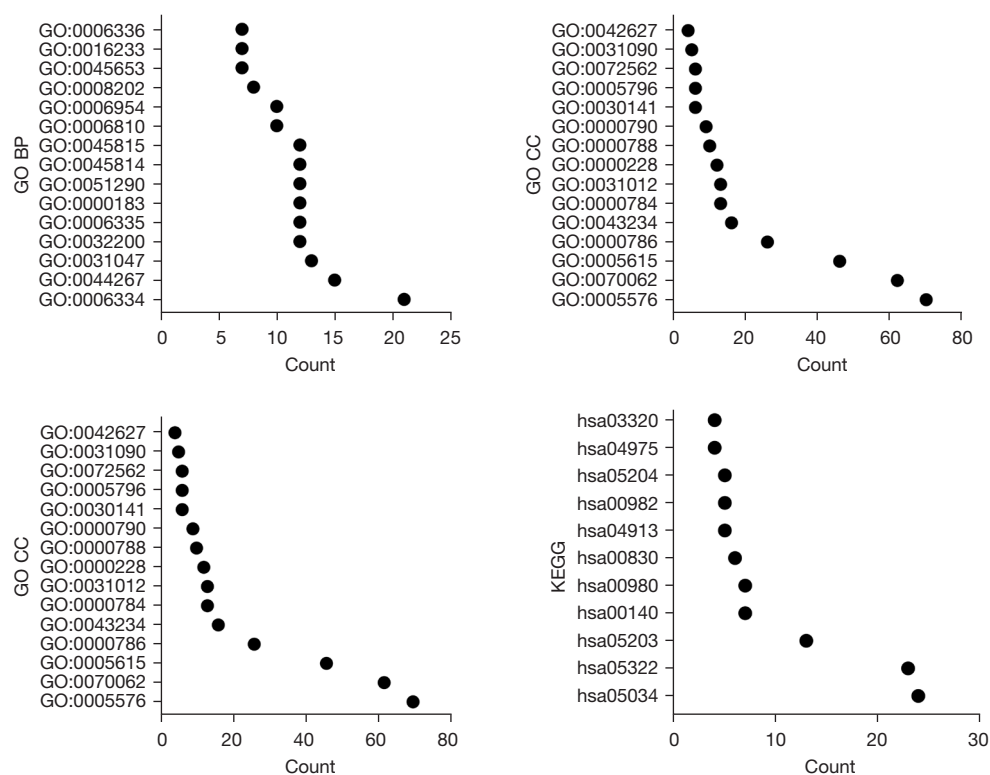 GO BP
GO:0006336
GO:0016233
GO:0045653
GO:0008202
GO:0006954
GO:0006810
GO:0045815
GO:0045814
GO:0051290
GO:0000183
GO:0006335
GO:0032200
GO:0031047
GO:0044267
GO:0006334
0 5 10 15 20 25
Count
GO CC
GO:0042627
GO:0031090
GO:0072562
GO:0005796
GO:0030141
GO:0000790
GO:0000788
GO:0000228
GO:0031012
GO:0000784
GO:0043234
GO:0000786
GO:0005615
GO:0070062
GO:0005576
0 20 40 60 80
Count
GO CC
GO:0042627
GO:0031090
GO:0072562
GO:0005796
GO:0030141
GO:0000790
GO:0000788
GO:0000228
GO:0031012
GO:0000784
GO:0043234
GO:0000786
GO:0005615
GO:0070062
GO:0005576
0 20 40 60 80
Count
KEGG
hsa03320
hsa04975
hsa05204
hsa00982
hsa04913
hsa00830
hsa00980
hsa00140
hsa05203
hsa05322
hsa05034
0 10 20 30
Count